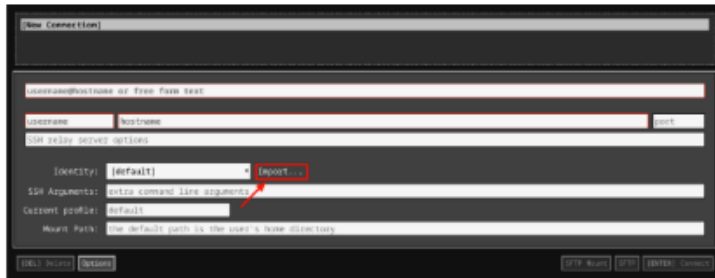 [New Connection]
username@hostname or free form text
username hostname port
SSH relay server options
Identity: [default] Import...
SSH Arguments: extra command line arguments
Current profile: default
Mount Path: the default path is the user's home directory
[DEL] Delete Options SFTP Mount SFTP [ENTER] Connect